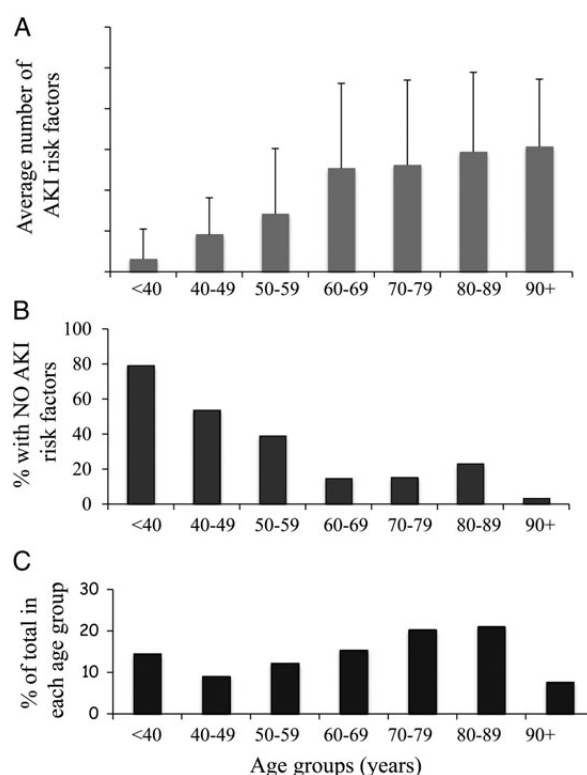 A
Average number of
AKI risk factors
<40 40-49 50-59 60-69 70-79 80-89 90+
B
% with NO AKI
risk factors
100
80
60
40
20
0
<40 40-49 50-59 60-69 70-79 80-89 90+
C
% of total in
each age group
30
20
10
0
<40 40-49 50-59 60-69 70-79 80-89 90+
Age groups (years)